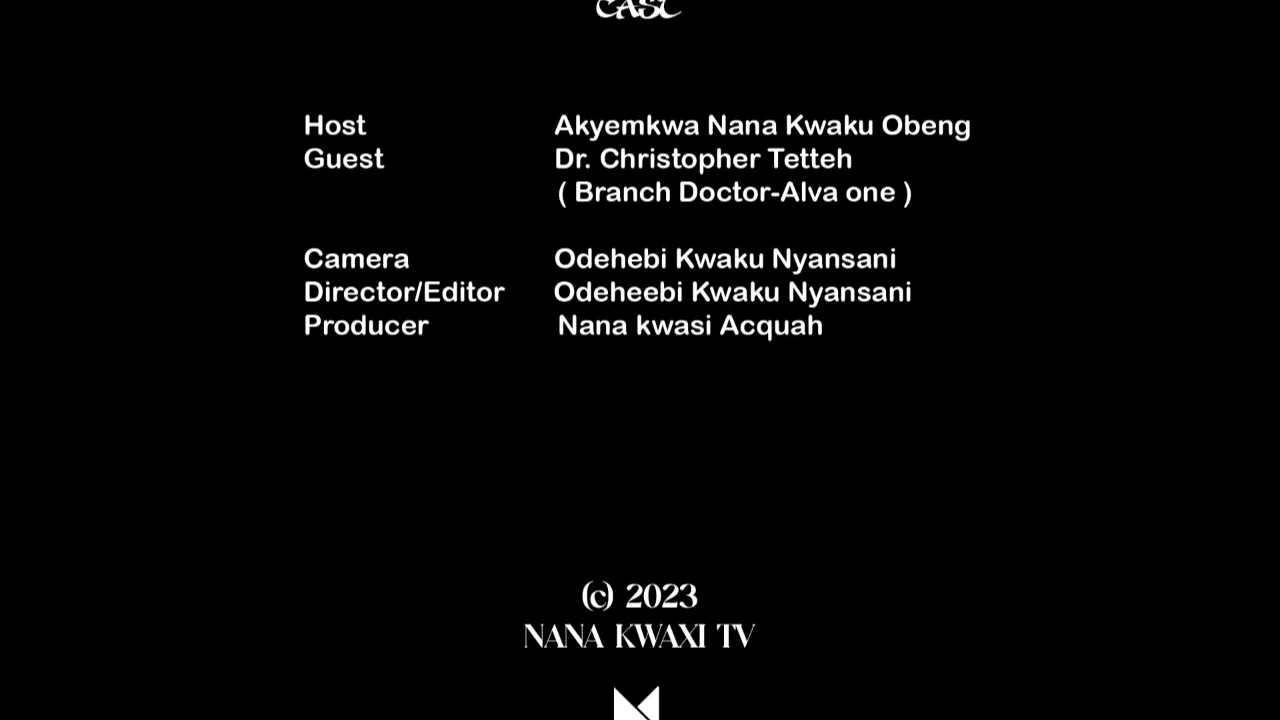 CAST
Host Akyemkwa Nana Kwaku Obeng
Guest Dr. Christopher Tetteh
( Branch Doctor-Alva one )
Camera Odehebi Kwaku Nyansani
Director/Editor Odeheebi Kwaku Nyansani
Producer Nana kwasi Acquah
(c) 2023
NANA KWAXI TV